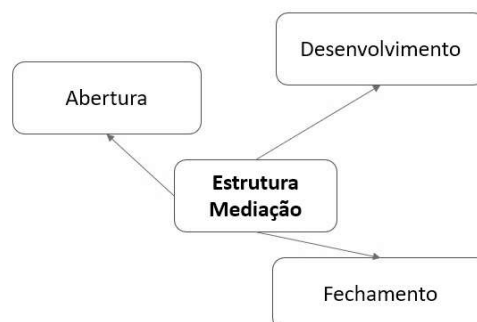 Desenvolvimento
Abertura
Estrutura
Mediação
Fechamento